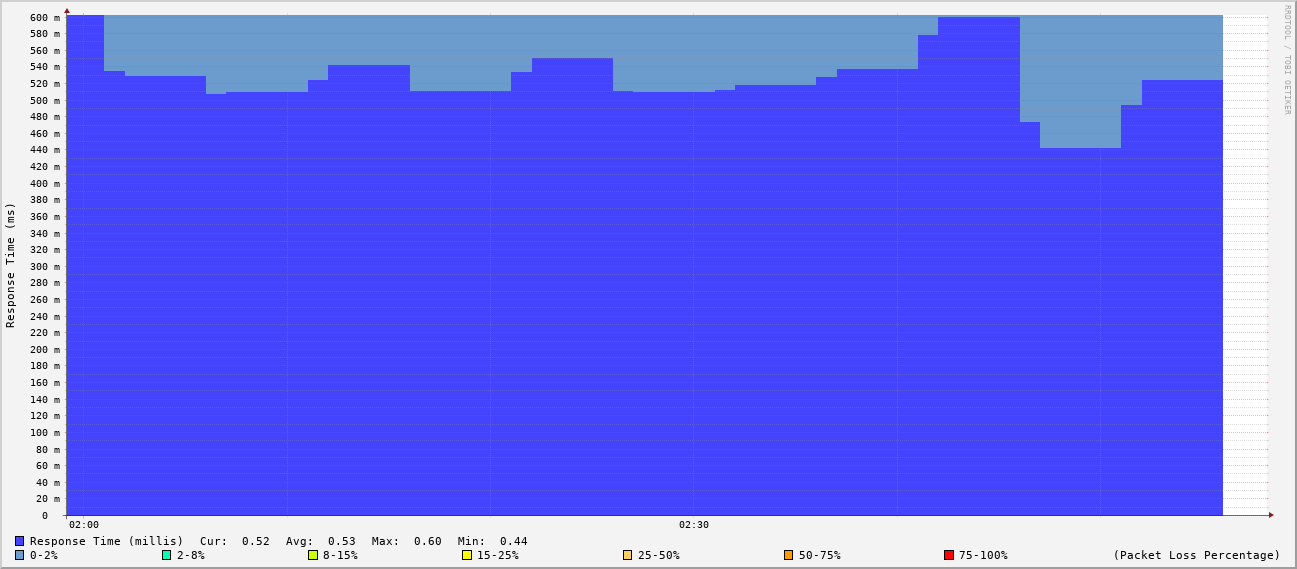 600 m
580 m
560 m
540 m
520 m
500 m
480 m
460 m
440 m
420 m
400 m
380 m
360 m
340 m
320 m
300 m
280 m
260 m
240 m
220 m
200 m
180 m
160 m
140 m
120 m
100 m
80 m
60 m
40 m
20 m
0
Response Time (ms)
RRDTOOL / TOBI OETIKER
02:00 02:30
Response Time (millis) Cur: 0.52 Avg: 0.53 Max: 0.60 Min: 0.44
0-2% 2-8% 8-15% 15-25% 25-50% 50-75% 75-100% (Packet Loss Percentage)